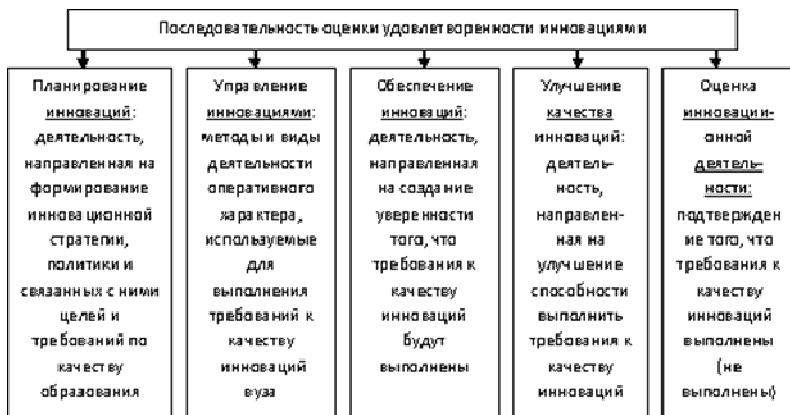 Последовательность оценки удовлетворенности инновациями
Планирование
инноваций:
деятельность,
направленная на
формирование
инновационной
стратегии,
политики и
связанных с ними
целей и
требований по
качеству
образования
Управление
инновациями:
методы и виды
деятельности
оперативного
характера,
используемые
для
выполнения
требований к
качеству
инноваций
вуза
Обеспечение
инноваций:
деятельность,
направленная
на создание
уверенности
того, что
требования к
качеству
инноваций
будут
выполнены
Улучшение
качества
инноваций:
деятель-
ность,
направлен-
ная на
улучшение
способности
выполнить
требования к
качеству
инноваций
Оценка
инноваци-
онной
деятель-
ности:
подтвержден
ие того, что
требования к
качеству
инноваций
выполнены
(не
выполнены)